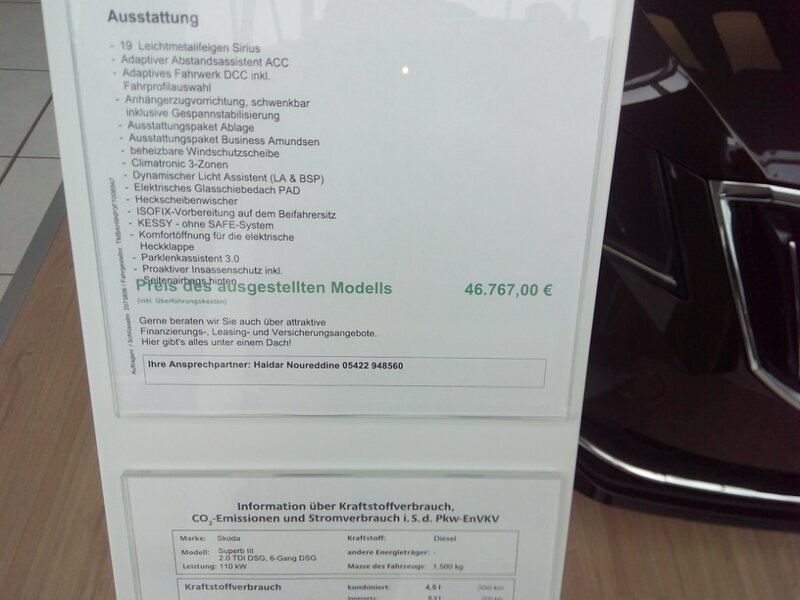 Ausstattung
- 19 Leichtmetallfelgen Sirius
- Adaptiver Abstandsassistent ACC
- Adaptives Fahrwerk DCC inkl.
Fahrprofilauswahl
- Anhängerzugvorrichtung, schwenkbar
inklusive Gespannstabilisierung
- Ausstattungspaket Ablage
- Ausstattungspaket Business Amundsen
- beheizbare Windschutzscheibe
- Climatronic 3-Zonen
- Dynamischer Licht Assistent (LA & BSP)
- Elektrisches Glasschiebedach PAD
- Heckscheibenwischer
- ISOFIX-Vorbereitung auf dem Beifahrersitz
- KESSY - ohne SAFE-System
- Komfortöffnung für die elektrische
Heckklappe
- Parklenkassistent 3.0
- Proaktiver Insassenschutz inkl.
Seitenairbags hinten
Preis des ausgestellten Modells 46.767,00 €
(inkl. Überführungskosten)
Gerne beraten wir Sie auch über attraktive
Finanzierungs-, Leasing- und Versicherungsangebote.
Hier gibt's alles unter einem Dach!
Ihre Ansprechpartner: Haidar Noureddine 05422 948560
Information über Kraftstoffverbrauch,
CO2-Emissionen und Stromverbrauch i. S. d. Pkw-EnVKV
Marke: Skoda Kraftstoff: Diesel
Modell: Superb III andere Energieträger: -
2.0 TDI DSG, 6-Gang DSG
Leistung: 110 kW Masse des Fahrzeugs: 1.500 kg
Kraftstoffverbrauch kombiniert: 4,5 l /100 km
innerorts: 5,3 l